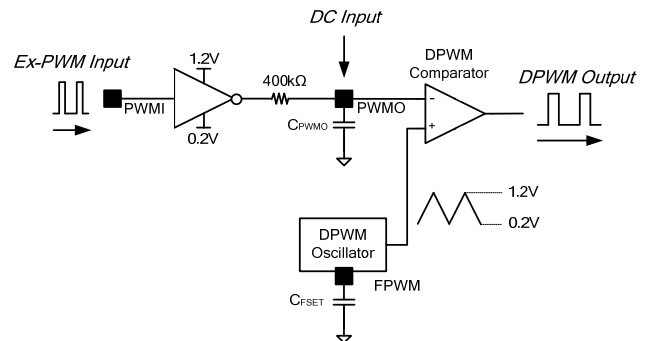 DC Input
Ex-PWM Input
1.2V
400kΩ
DPWM
Comparator
DPWM Output
PWMI
PWMO
-
+
CPWMO
0.2V
1.2V
0.2V
DPWM
Oscillator
FPWM
CFSET